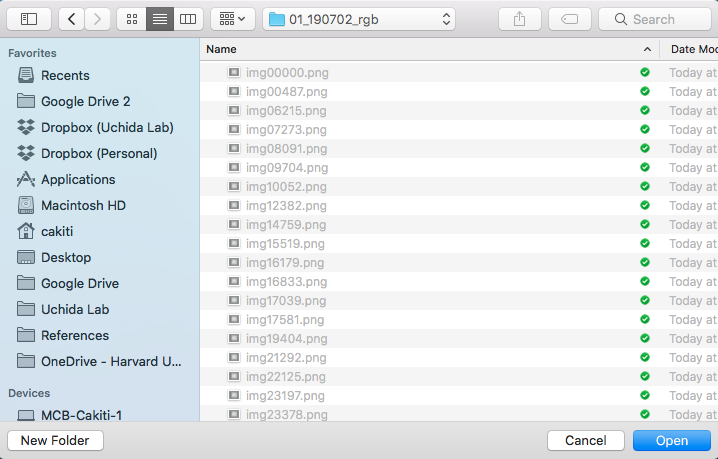 01_190702_rgb
Search
Favorites
Recents
Google Drive 2
Dropbox (Uchida Lab)
Dropbox (Personal)
Applications
Macintosh HD
cakiti
Desktop
Google Drive
Uchida Lab
References
OneDrive - Harvard U...
Devices
MCB-Cakiti-1
Name Date Mod
img00000.png Today at
img00487.png Today at
img06215.png Today at
img07273.png Today at
img08091.png Today at
img09704.png Today at
img10052.png Today at
img12382.png Today at
img14759.png Today at
img15519.png Today at
img16179.png Today at
img16833.png Today at
img17039.png Today at
img17581.png Today at
img19404.png Today at
img21292.png Today at
img22125.png Today at
img23197.png Today at
img23378.png Today at
New Folder
Cancel
Open